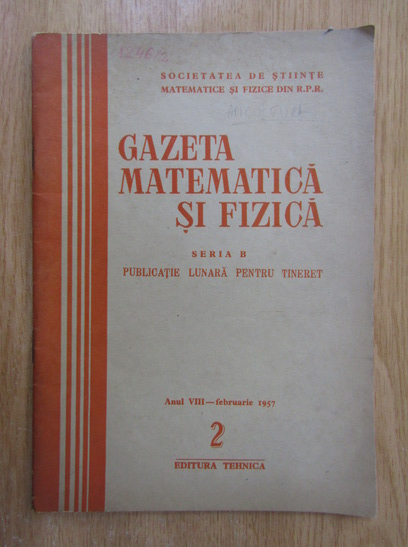 SOCIETATEA DE ȘTIINȚE
MATEMATICE ȘI FIZICE DIN R.P.R.
GAZETA
MATEMATICĂ
ȘI FIZICĂ
SERIA B
PUBLICAȚIE LUNARĂ PENTRU TINERET
Anul VIII — februarie 1957
2
EDITURA TEHNICA